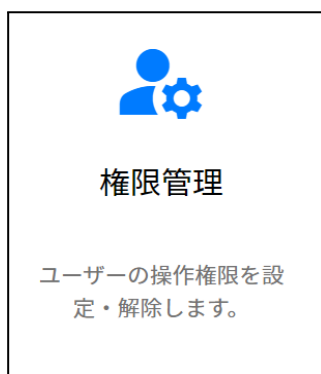 権限管理
ユーザーの操作権限を設
定・解除します。